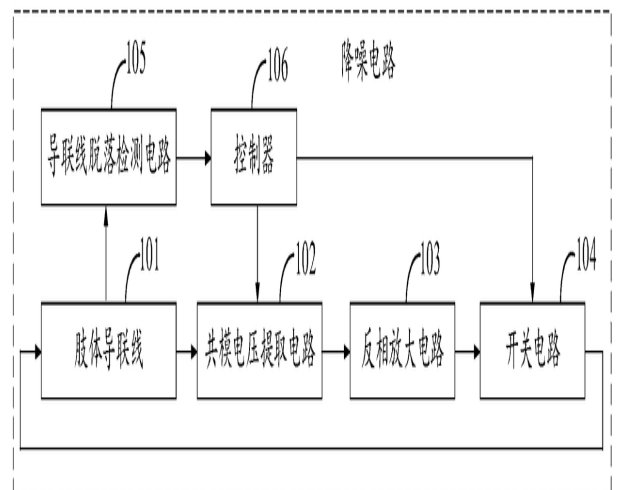 105
106
降噪电路
导联线脱落检测电路
控制器
101
102
103
104
肢体导联线
共模电压提取电路
反相放大电路
开关电路